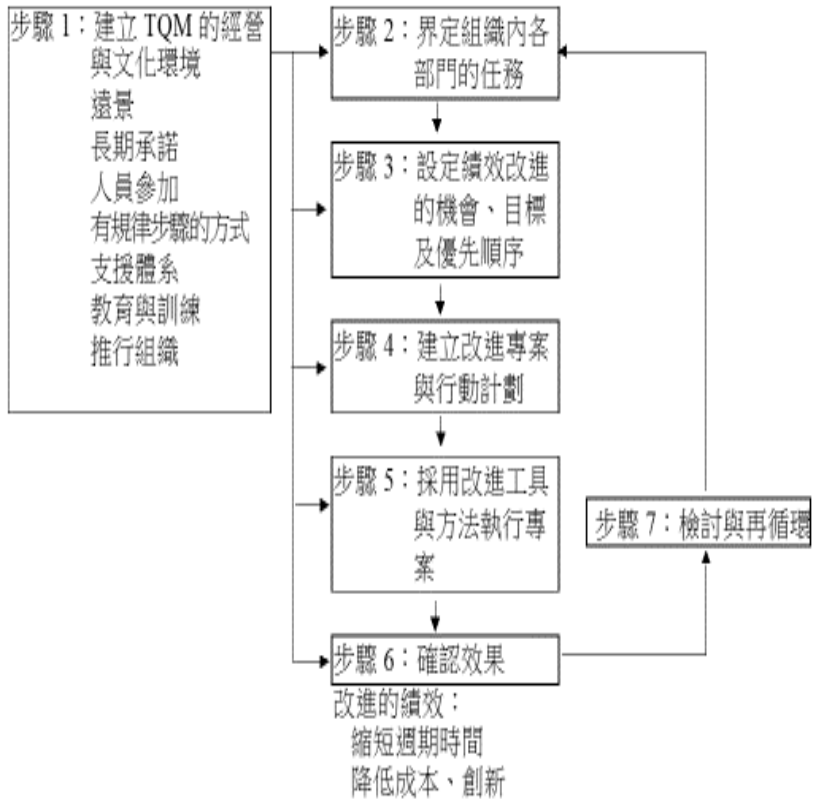 步驟 1：建立 TQM 的經營
與文化環境
遠景
長期承諾
人員參加
有規律步驟的方式
支援體系
教育與訓練
推行組織
步驟 2：界定組織內各
部門的任務
步驟 3：設定績效改進
的機會、目標
及優先順序
步驟 4：建立改進專案
與行動計劃
步驟 5：採用改進工具
與方法執行專
案
步驟 6：確認效果
改進的績效：
縮短週期時間
降低成本、創新
步驟 7：檢討與再循環